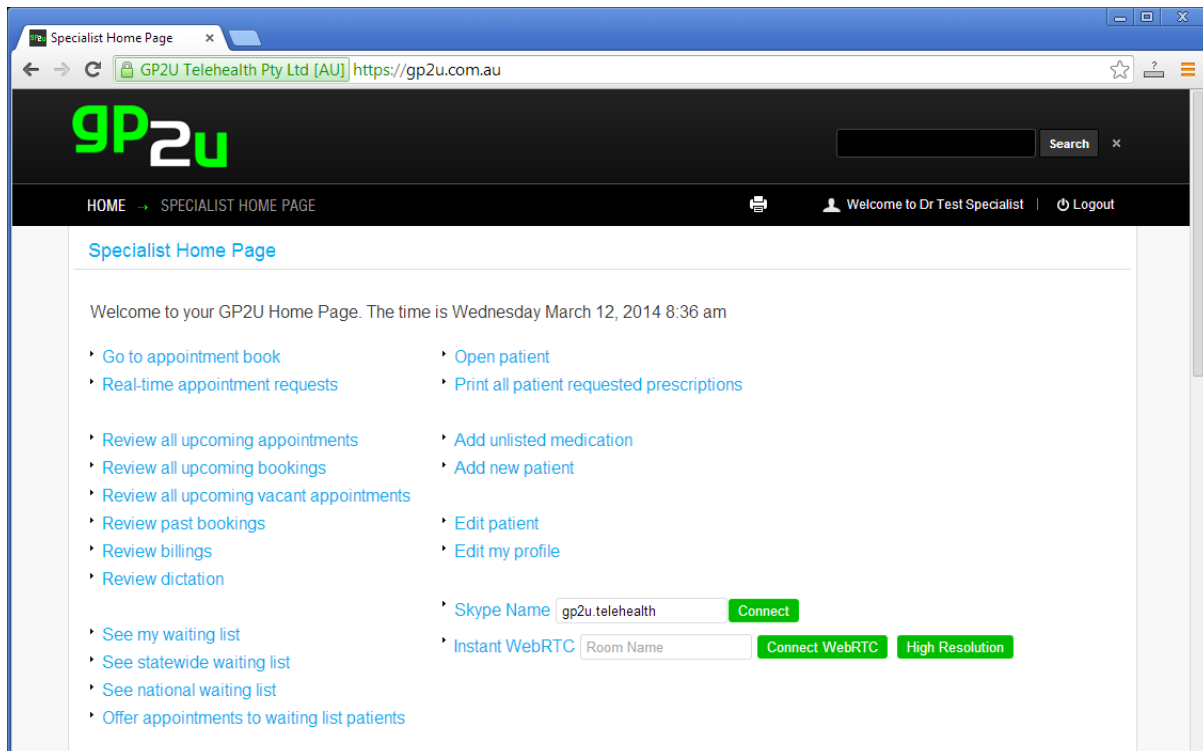 Specialist Home Page
GP2U Telehealth Pty Ltd [AU] https://gp2u.com.au
gP2u
Search
HOME → SPECIALIST HOME PAGE
Welcome to Dr Test Specialist | Logout
Specialist Home Page
Welcome to your GP2U Home Page. The time is Wednesday March 12, 2014 8:36 am
Go to appointment book
Real-time appointment requests
Review all upcoming appointments
Review all upcoming bookings
Review all upcoming vacant appointments
Review past bookings
Review billings
Review dictation
See my waiting list
See statewide waiting list
See national waiting list
Offer appointments to waiting list patients
Open patient
Print all patient requested prescriptions
Add unlisted medication
Add new patient
Edit patient
Edit my profile
Skype Name gp2u.telehealth Connect
Instant WebRTC Room Name Connect WebRTC High Resolution